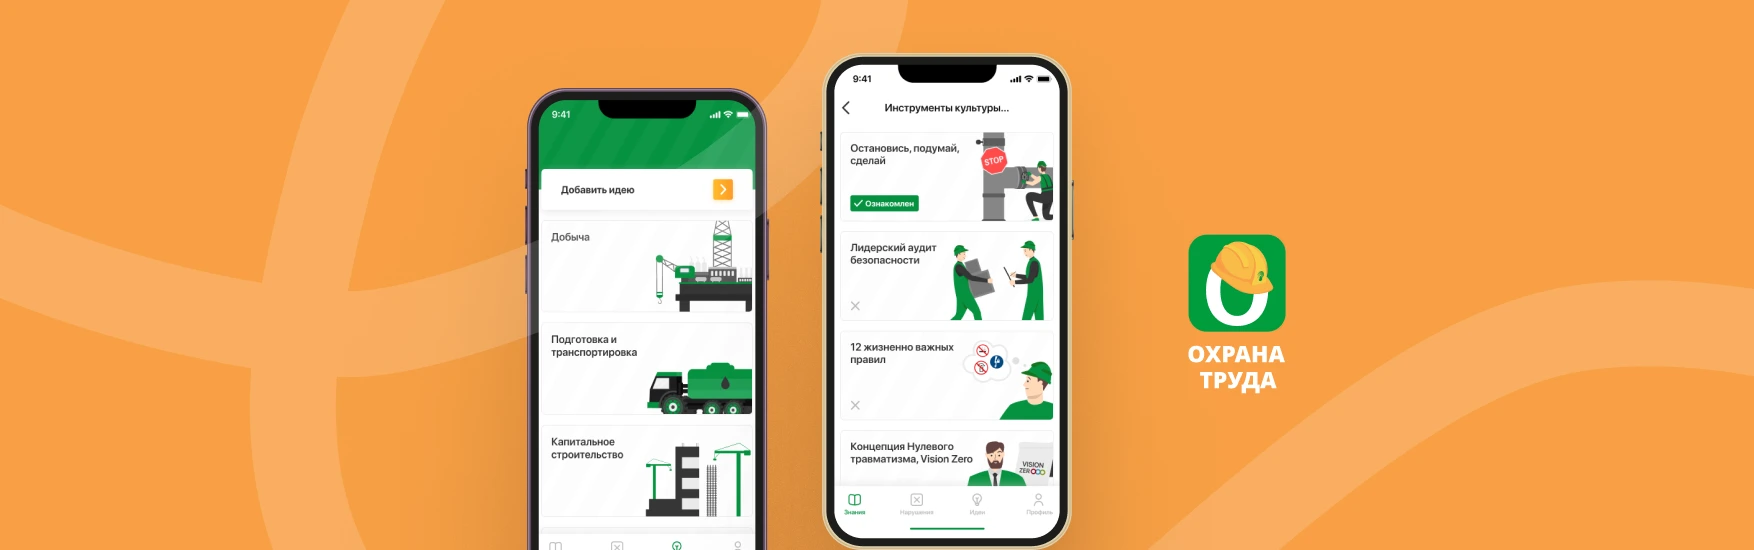 9:41
Добавить идею
Добыча
Подготовка и
транспортировка
Капитальное
строительство
9:41
Инструменты культуры...
Остановись, подумай,
сделай
STOP
Ознакомлен
Лидерский аудит
безопасности
12 жизненно важных
правил
Концепция Нулевого
травматизма, Vision Zero
VISION
ZERO
Знания
Нарушения
Идеи
Профиль
ОХРАНА
ТРУДА